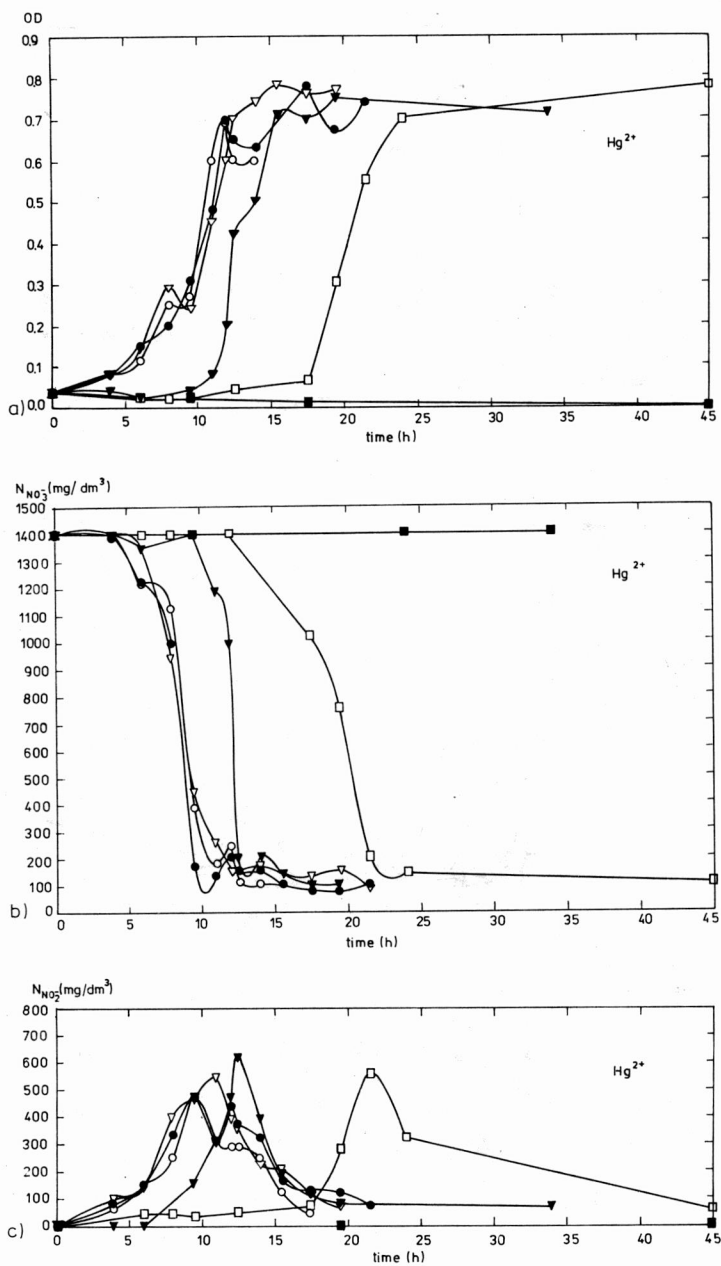 OD
0.9
0.8
0.7
0.6
0.5
0.4
0.3
0.2
0.1
0.0
Hg²⁺
a)
0 5 10 15 20 25 30 35 40 45
time (h)
N NO₃⁻ (mg/dm³)
1500
1400
1300
1200
1100
1000
900
800
700
600
500
400
300
200
100
0
Hg²⁺
b)
0 5 10 15 20 25 30 35 40 45
time (h)
N NO₂⁻ (mg/dm³)
800
700
600
500
400
300
200
100
0
Hg²⁺
c)
0 5 10 15 20 25 30 35 40 45
time (h)